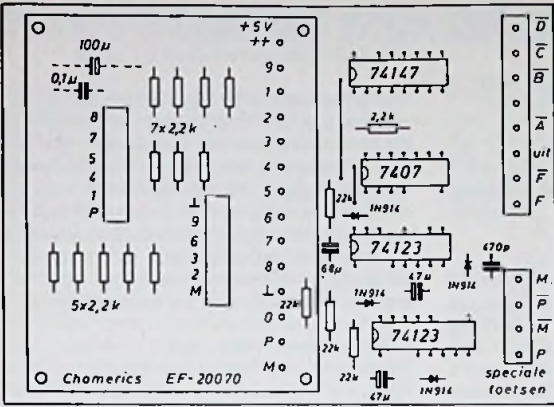 +5V
++
100µ
0,1µ
9
1
2
3
4
5
6
7
8
⊥
0
P
M
7x2,2k
8
7
5
4
1
P
⊥
9
6
3
2
M
5x2,2k
22k
Chomerics EF-20070
74147
2,2k
7407
22k
1N914
68µ
74123
47µ
1N914
1N914
470p
22k
74123
22k
47µ
1N914
D̅
C̅
B̅
A̅
uit
F̅
F
M
P̅
M̅
P
speciale
toetsen